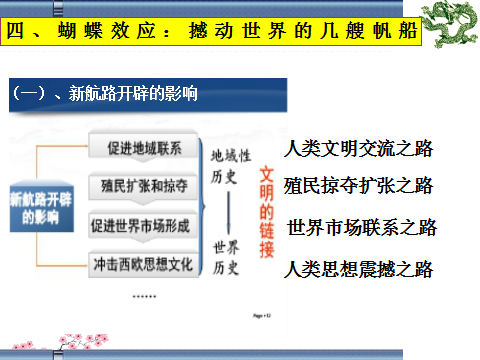 四、蝴蝶效应：撼动世界的几艘帆船
（一）、新航路开辟的影响
新航路开辟
的影响
促进地域联系
殖民扩张和掠夺
促进世界市场形成
冲击西欧思想文化
……
地域性
历史
世界
历史
文明的链接
人类文明交流之路
殖民掠夺扩张之路
世界市场联系之路
人类思想震撼之路
Page ▪12